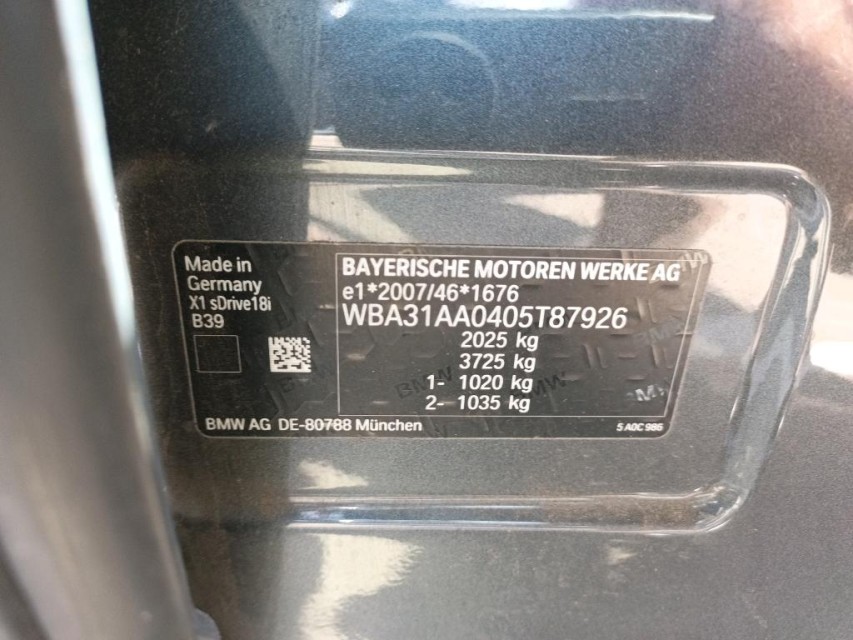 Made in
Germany
X1 sDrive18i
B39
BAYERISCHE MOTOREN WERKE AG
e1*2007/46*1676
WBA31AA0405T87926
2025 kg
3725 kg
1- 1020 kg
2- 1035 kg
BMW AG DE-80788 München
5 A0C 986